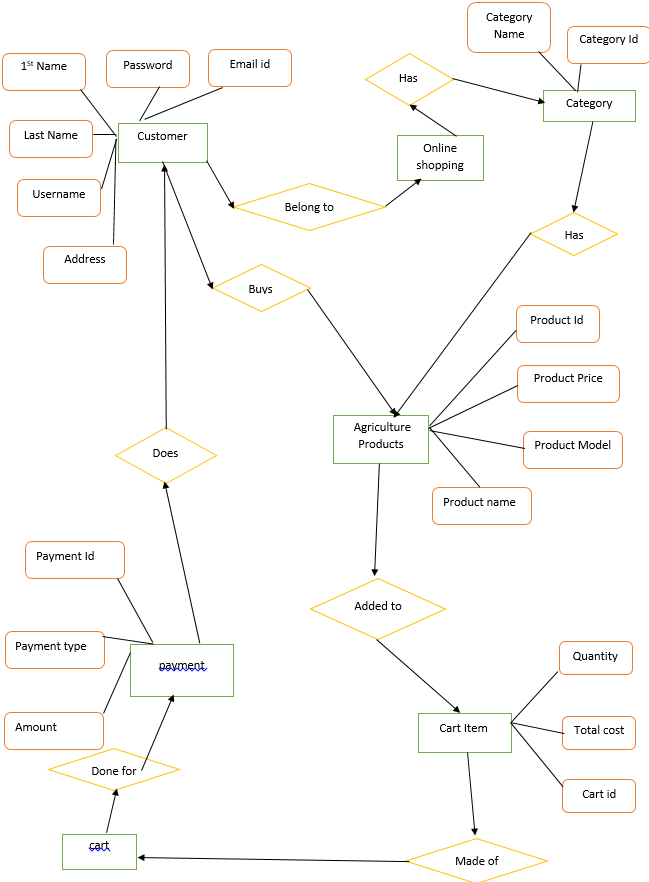 Category
Name
Category Id
1St Name
Password
Email id
Has
Category
Last Name
Customer
Online
shopping
Username
Belong to
Has
Address
Buys
Product Id
Product Price
Agriculture
Products
Product Model
Does
Product name
Payment Id
Added to
Payment type
payment
Quantity
Amount
Cart Item
Total cost
Done for
Cart id
cart
Made of